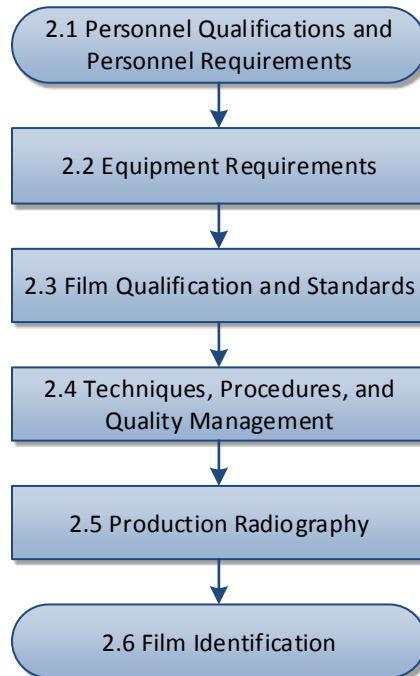 2.1 Personnel Qualifications and
Personnel Requirements
2.2 Equipment Requirements
2.3 Film Qualification and Standards
2.4 Techniques, Procedures, and
Quality Management
2.5 Production Radiography
2.6 Film Identification